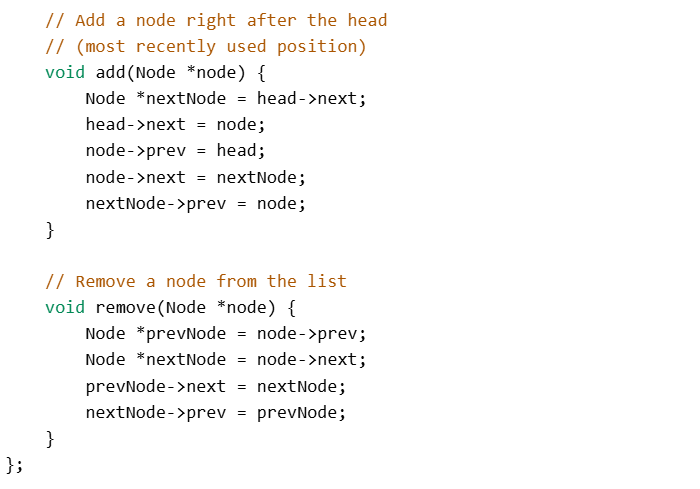 // Add a node right after the head
// (most recently used position)
void add(Node *node) {
Node *nextNode = head->next;
head->next = node;
node->prev = head;
node->next = nextNode;
nextNode->prev = node;
}
// Remove a node from the list
void remove(Node *node) {
Node *prevNode = node->prev;
Node *nextNode = node->next;
prevNode->next = nextNode;
nextNode->prev = prevNode;
}
};